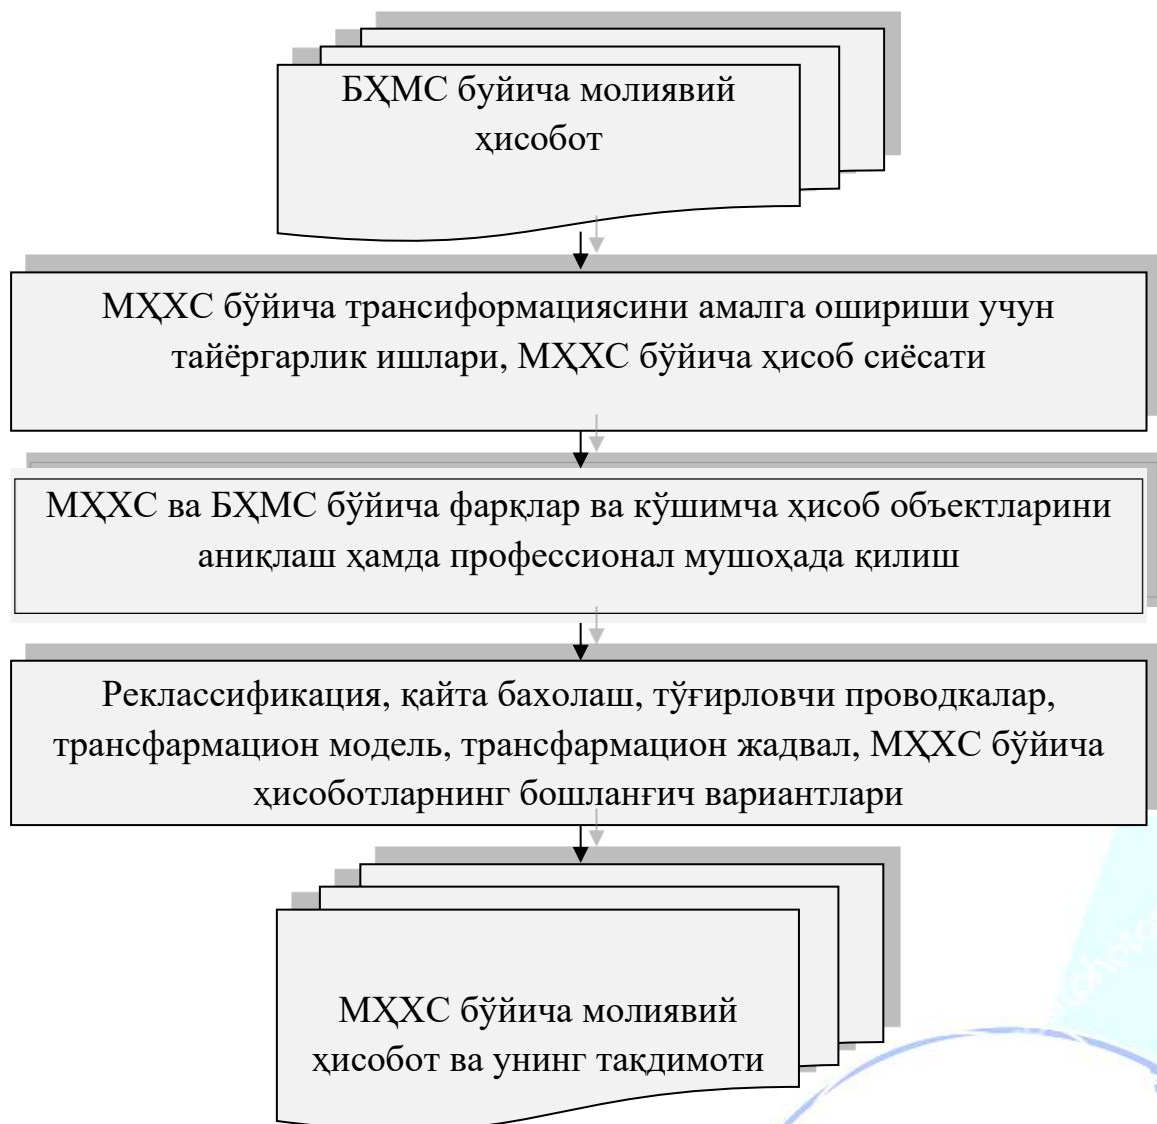 БҲМС буйича молиявий
ҳисобот
МҲХС бўйича трансиформациясини амалга ошириши учун
тайёргарлик ишлари, МҲХС бўйича ҳисоб сиёсати
МҲХС ва БҲМС бўйича фарқлар ва кўшимча ҳисоб объектларини
аниқлаш ҳамда профессионал мушоҳада қилиш
Реклассификация, қайта бахолаш, тўғирловчи проводкалар,
трансфармацион модель, трансфармацион жадвал, МҲХС бўйича
ҳисоботларнинг бошланғич вариантлари
МҲХС бўйича молиявий
ҳисобот ва унинг тақдимоти